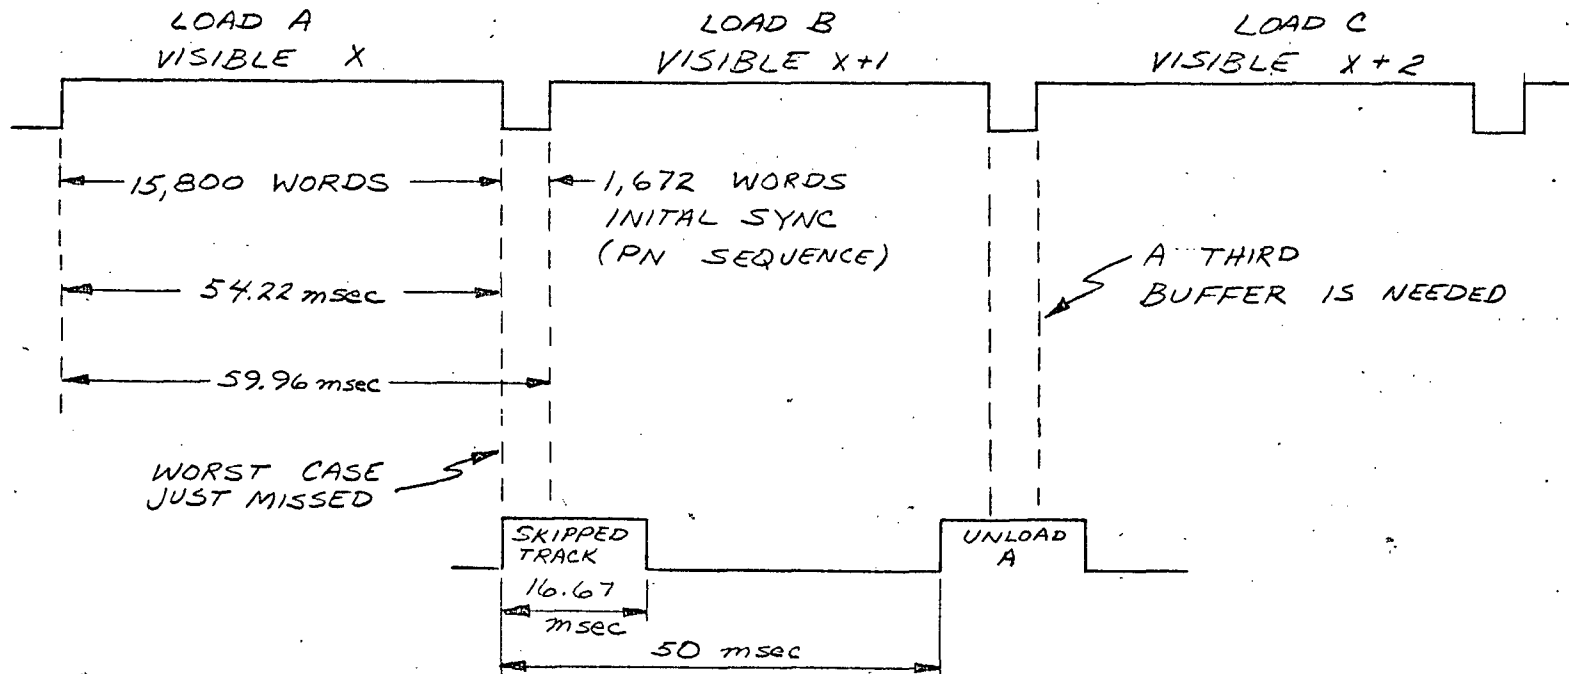 LOAD A
VISIBLE X
LOAD B
VISIBLE X+1
LOAD C
VISIBLE X+2
15,800 WORDS
1,672 WORDS
INITAL SYNC
(PN SEQUENCE)
54.22 msec
A THIRD
BUFFER IS NEEDED
59.96 msec
WORST CASE
JUST MISSED
SKIPPED
TRACK
UNLOAD
A
16.67
msec
50 msec